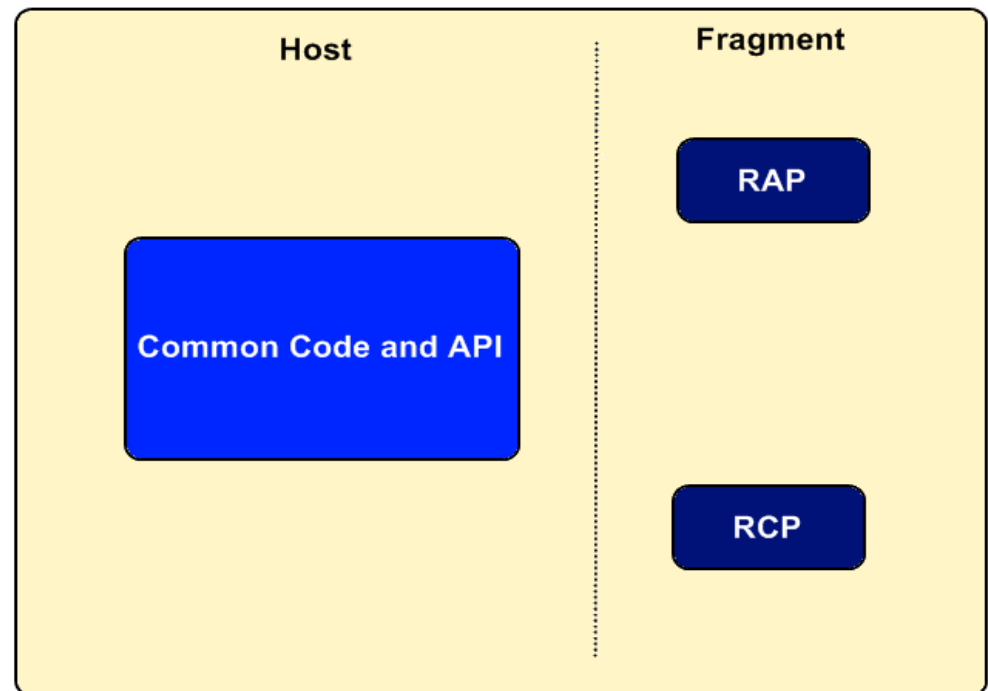 Host
Fragment
RAP
Common Code and API
RCP